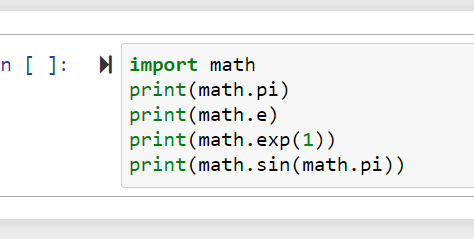 n [ ]: import math
print(math.pi)
print(math.e)
print(math.exp(1))
print(math.sin(math.pi))